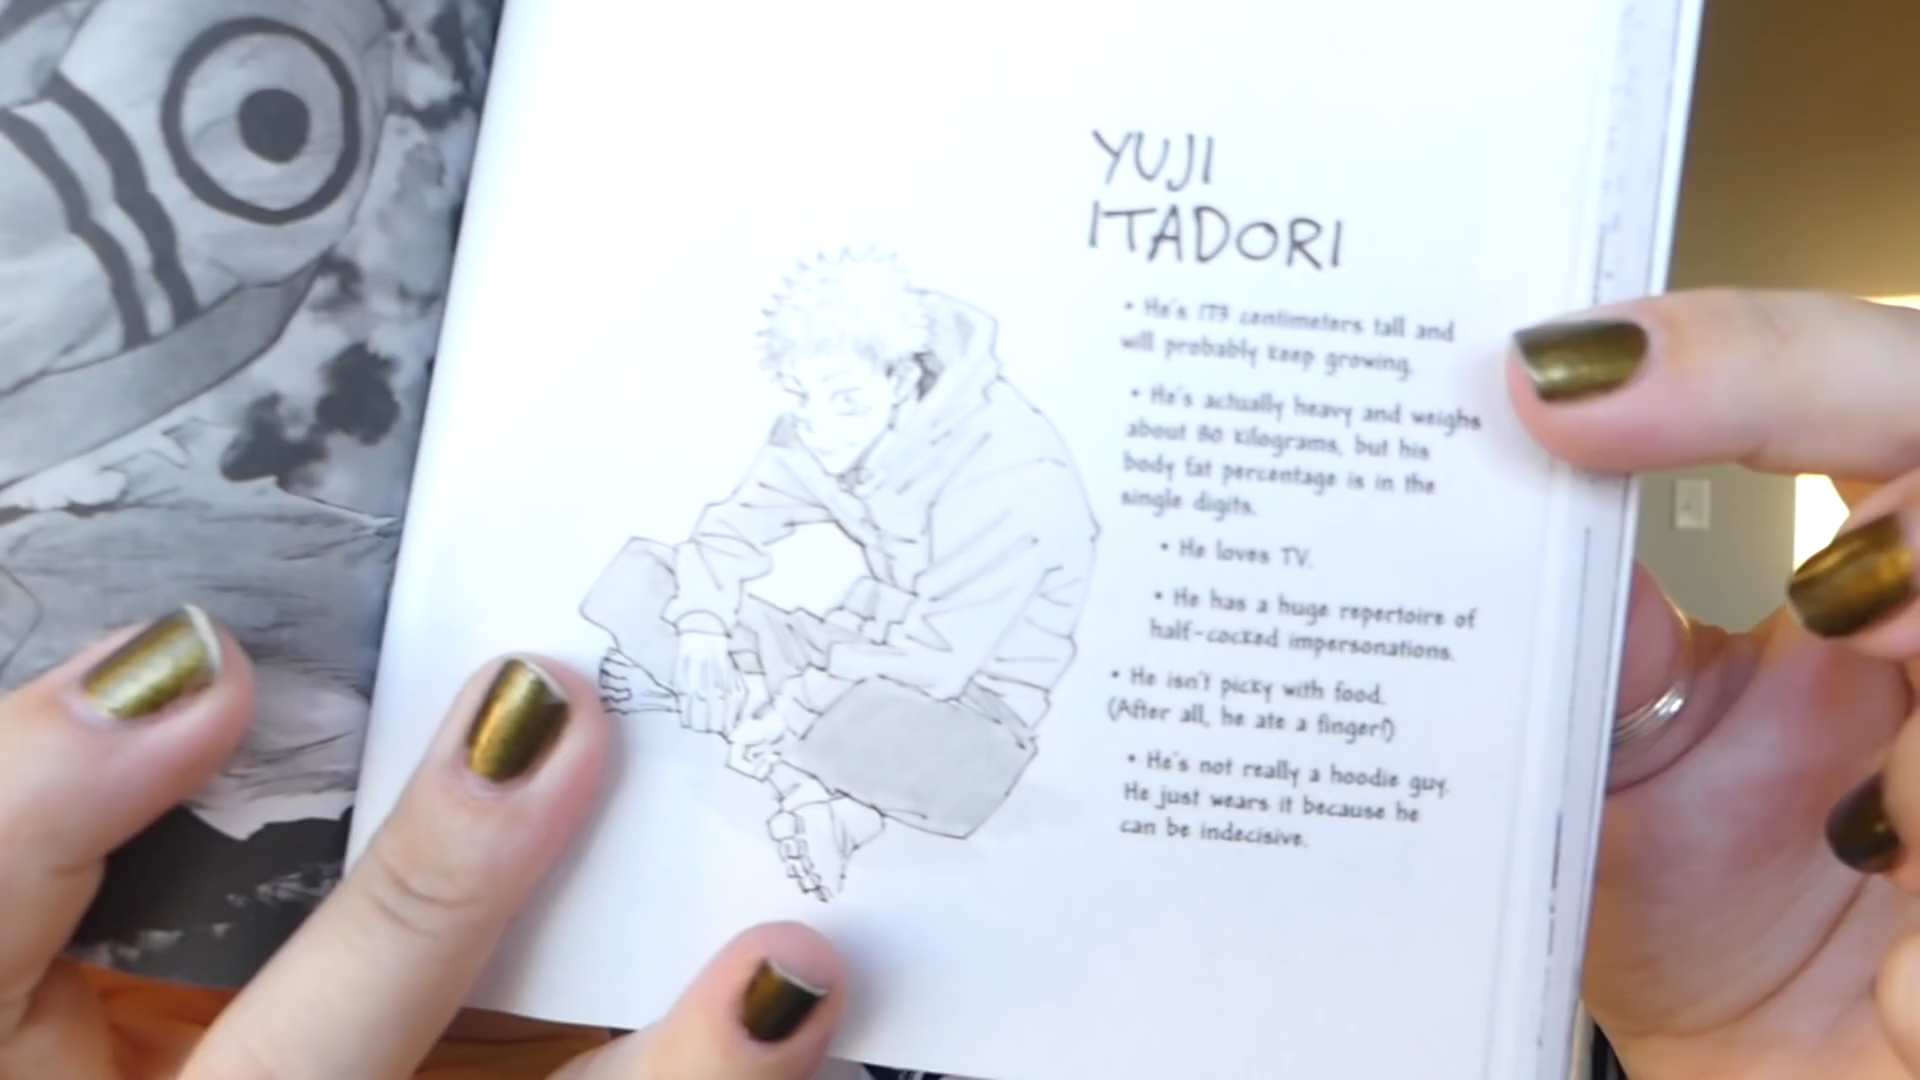 YUJI
ITADORI
• He's 173 centimeters tall and
will probably keep growing.
• He's actually heavy and weighs
about 80 kilograms, but his
body fat percentage is in the
single digits.
• He loves TV.
• He has a huge repertoire of
half-cocked impersonations.
• He isn't picky with food.
(After all, he ate a finger!)
• He's not really a hoodie guy.
He just wears it because he
can be indecisive.